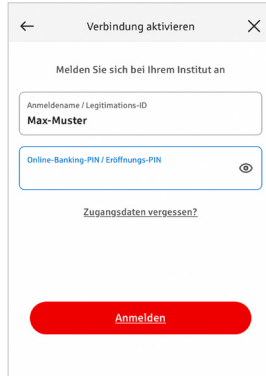 Verbindung aktivieren
Melden Sie sich bei Ihrem Institut an
Anmeldename / Legitimations-ID
Max-Muster
Online-Banking-PIN / Eröffnungs-PIN
Zugangsdaten vergessen?
Anmelden